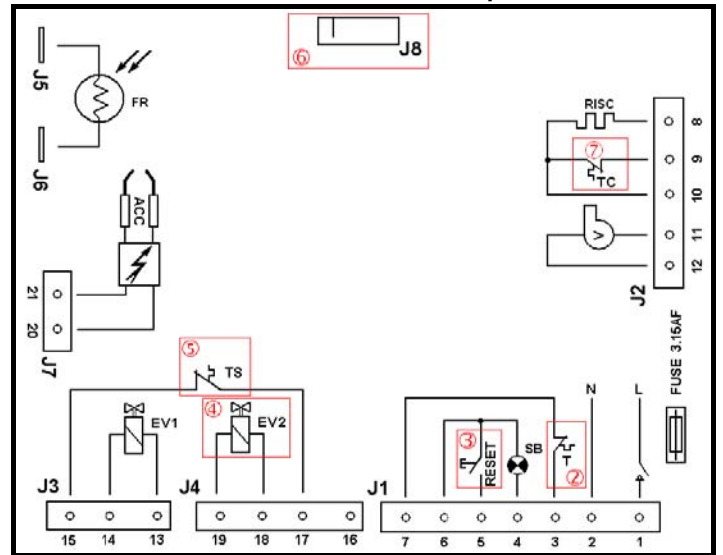 ⑥
J8
J5
FR
J6
ACC
21
20
J7
RISC
⑦
TC
V
8
9
10
11
12
J2
FUSE 3.15AF
⑤
TS
④
EV1
EV2
③
RESET
SB
②
T
N
L
J3
J4
J1
15
14
13
19
18
17
16
7
6
5
4
3
2
1